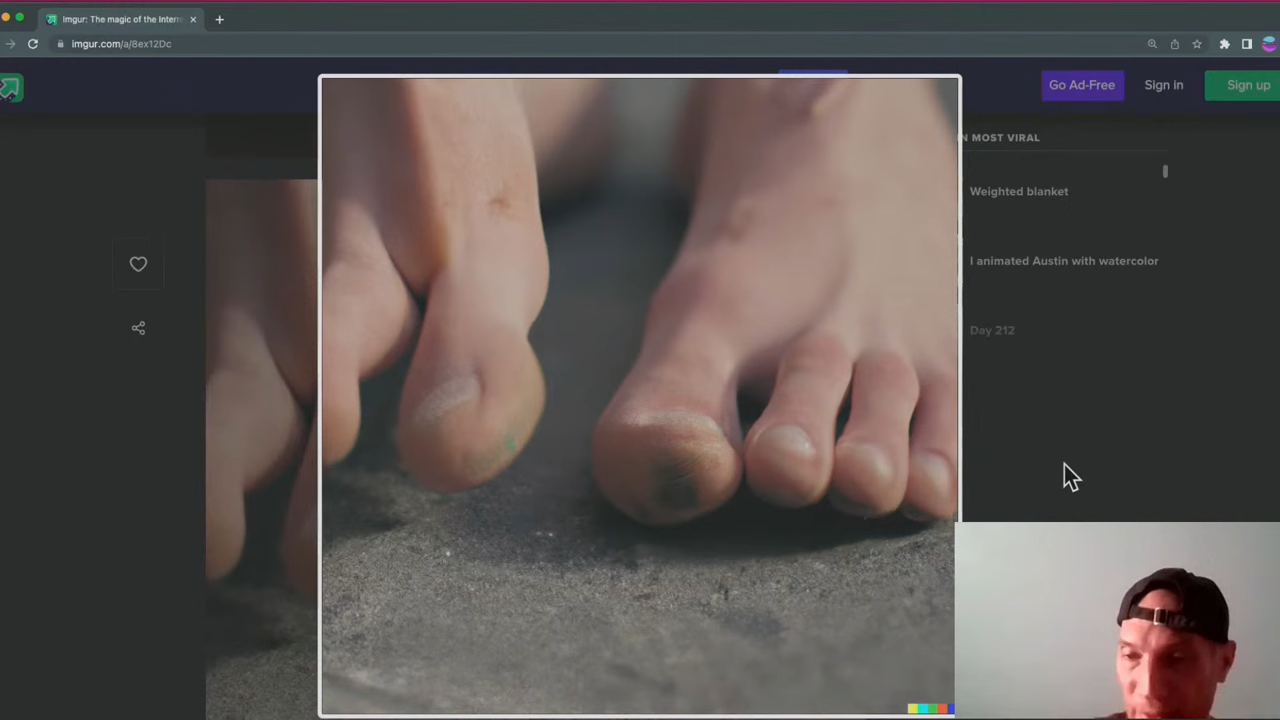 Imgur: The magic of the Intern
imgur.com/a/8ex12Dc
Go Ad-Free
Sign in
Sign up
N MOST VIRAL
Weighted blanket
I animated Austin with watercolor
Day 212